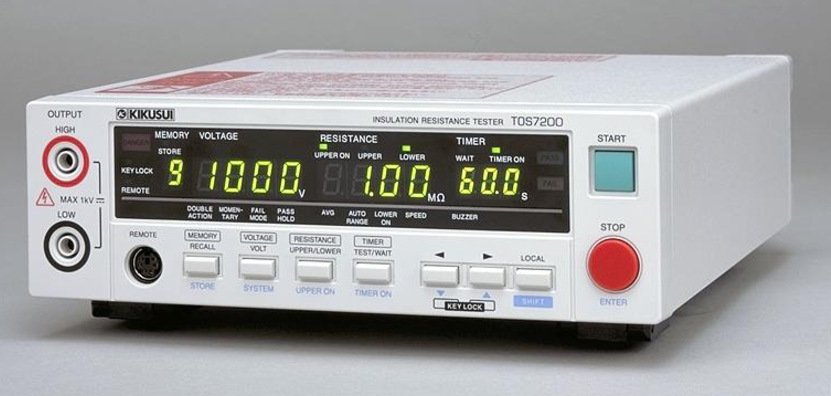 OUTPUT
HIGH
MAX 1kV
LOW
KIKUSUI
INSULATION RESISTANCE TESTER TOS7200
DANGER MEMORY VOLTAGE RESISTANCE TIMER
STORE UPPER ON UPPER LOWER WAIT TIMER ON PASS
KEY LOCK 9 1000 V 1.00 MΩ 60.0 S FAIL
REMOTE
DOUBLE ACTION MOMEN-TARY FAIL MODE PASS HOLD AVG AUTO RANGE LOWER ON SPEED BUZZER
REMOTE
MEMORY VOLTAGE RESISTANCE TIMER
RECALL VOLT UPPER/LOWER TEST/WAIT ◄ ► LOCAL
STORE SYSTEM UPPER ON TIMER ON ▼ ▲ SHIFT
KEY LOCK
START
STOP
ENTER